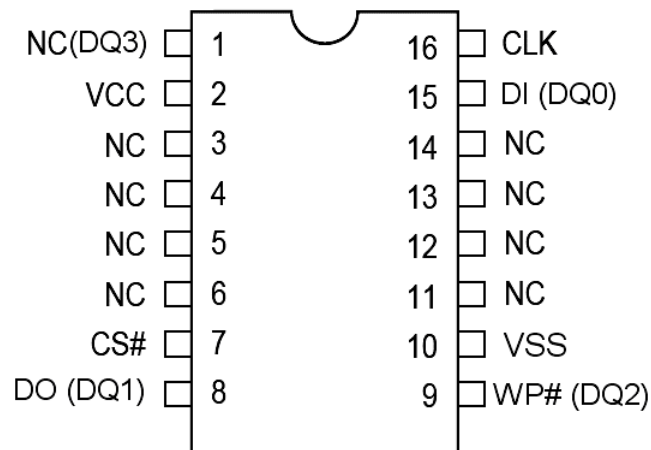 NC(DQ3) 1 16 CLK
VCC 2 15 DI (DQ0)
NC 3 14 NC
NC 4 13 NC
NC 5 12 NC
NC 6 11 NC
CS# 7 10 VSS
DO (DQ1) 8 9 WP# (DQ2)